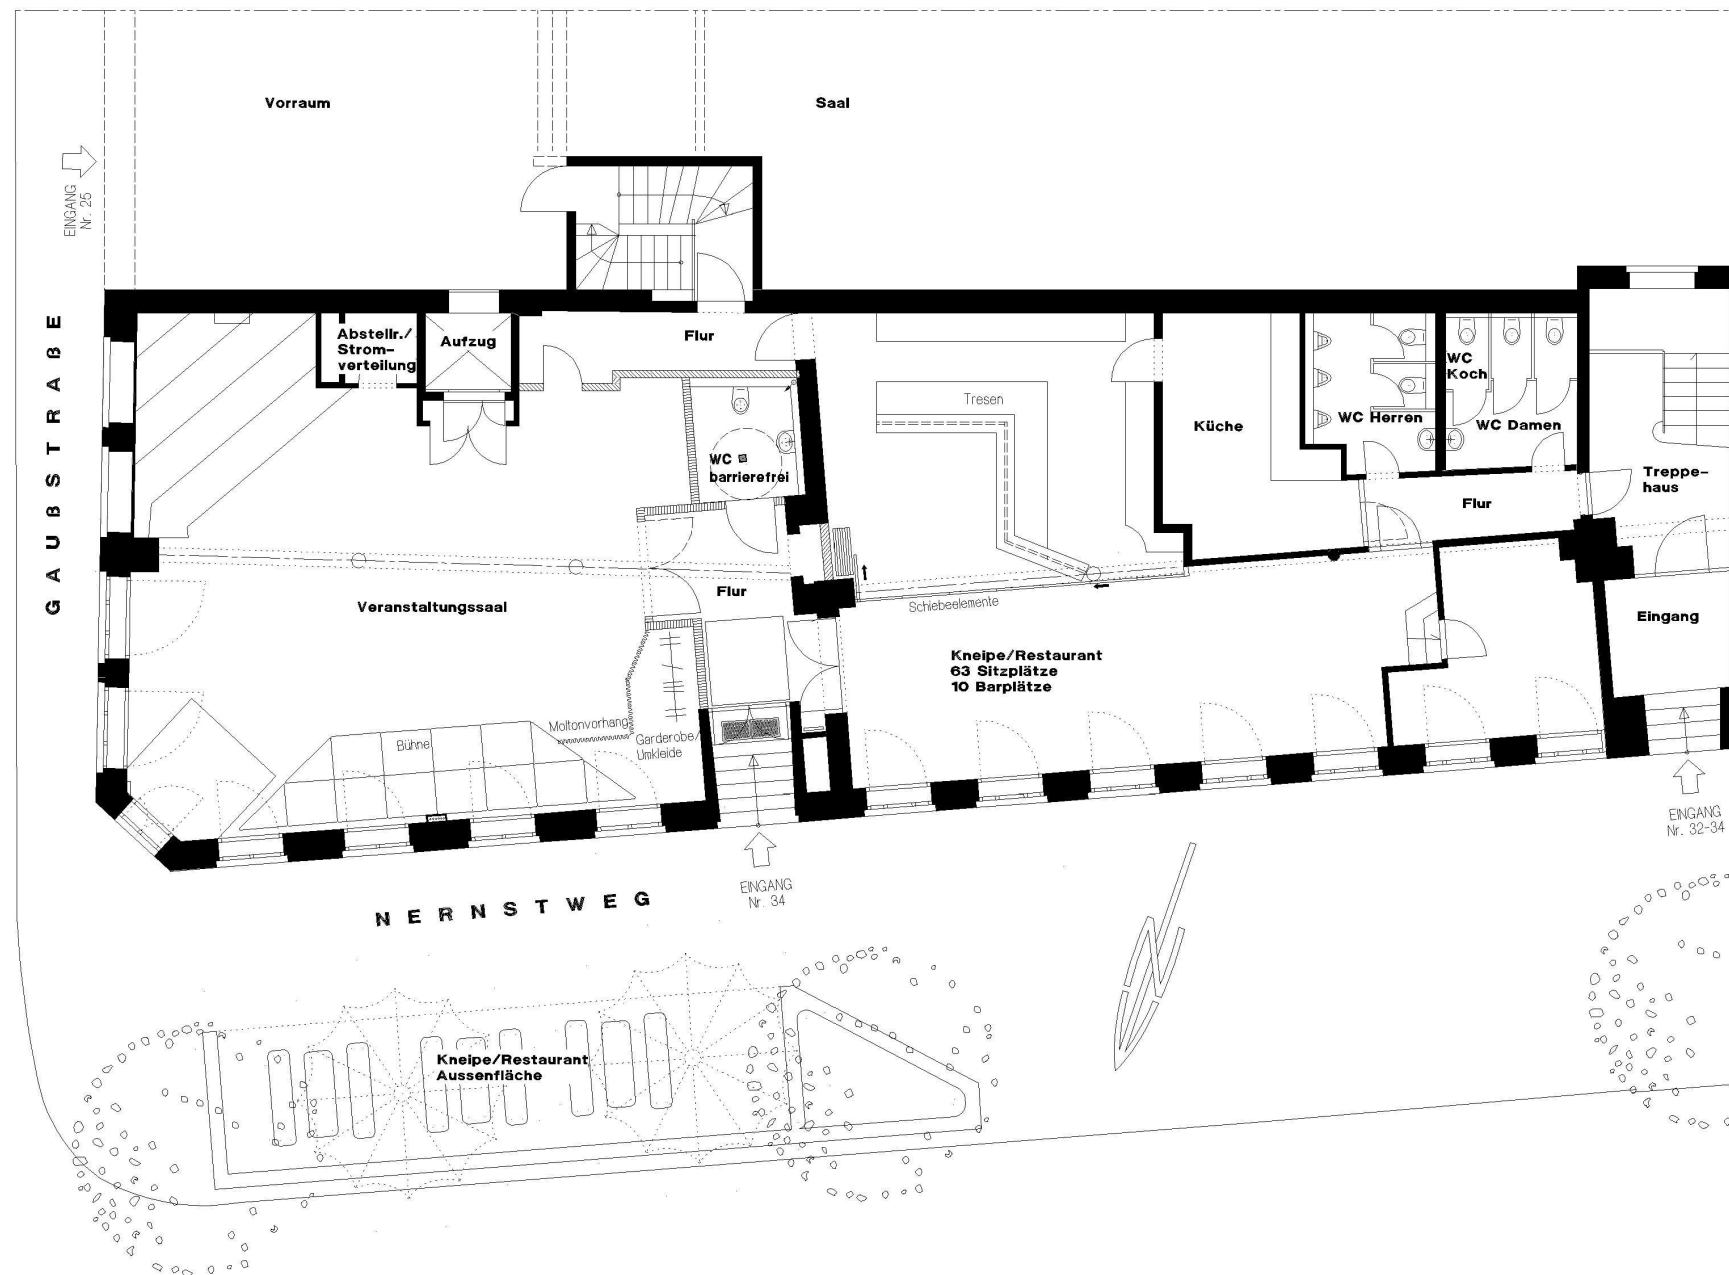 Vorraum
Saal
EINGANG
Nr. 25
GAUßSTRAßE
Abstellr./
Strom-
verteilung
Aufzug
Flur
WC
barrierefrei
Tresen
Küche
WC Herren
WC
Koch
WC Damen
Flur
Treppe-
haus
Flur
Veranstaltungssaal
Schiebeelemente
Eingang
Kneipe/Restaurant
63 Sitzplätze
10 Barplätze
Moltonvorhang
Bühne
Garderobe/
Umkleide
EINGANG
Nr. 34
EINGANG
Nr. 32-34
NERNSTWEG
Kneipe/Restaurant
Aussenfläche